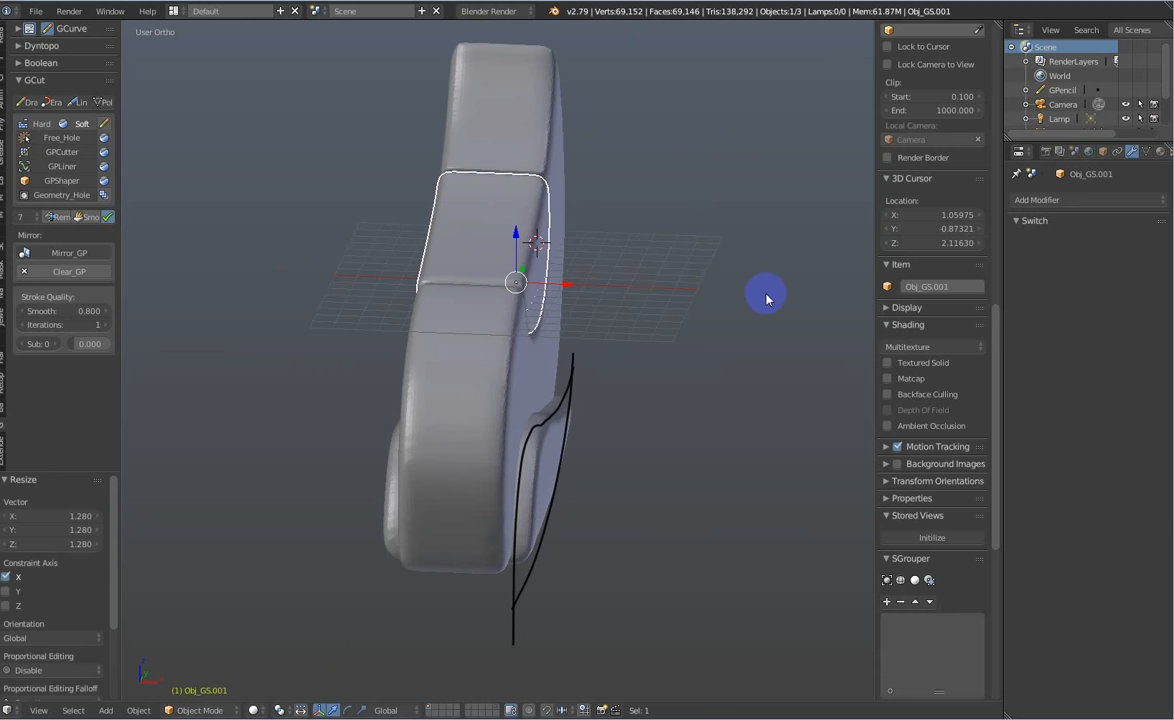 File Render Window Help Default Scene Blender Render v2.79 | Verts:69,152 | Faces:69,146 | Tris:138,292 | Objects:1/3 | Lamps:0/0 | Mem:61.87M | Obj_GS.001
GCurve
Dyntopo
Boolean
GCut
Dra Era Lin Pol
Hard Soft
Free_Hole
GPCutter
GPLiner
GPShaper
Geometry_Hole
7 Rem Smo
Mirror:
Mirror_GP
Clear_GP
Stroke Quality:
Smooth: 0.800
Iterations: 1
Sub: 0 0.000
Resize
Vector
X: 1.280
Y: 1.280
Z: 1.280
Constraint Axis
X
Y
Z
Orientation
Global
Proportional Editing
Disable
Proportional Editing Falloff
User Ortho
(1) Obj_GS.001
View Select Add Object Object Mode Global Sel: 1
Lock to Cursor
Lock Camera to View
Clip:
Start: 0.100
End: 1000.000
Local Camera:
Camera
Render Border
3D Cursor
Location:
X: 1.05975
Y: -0.87321
Z: 2.11630
Item
Obj_GS.001
Display
Shading
Multitexture
Textured Solid
Matcap
Backface Culling
Depth Of Field
Ambient Occlusion
Motion Tracking
Background Images
Transform Orientations
Properties
Stored Views
Initilize
SGrouper
View Search All Scenes
Scene
RenderLayers
World
GPencil
Camera
Lamp
Obj_GS.001
Add Modifier
Switch